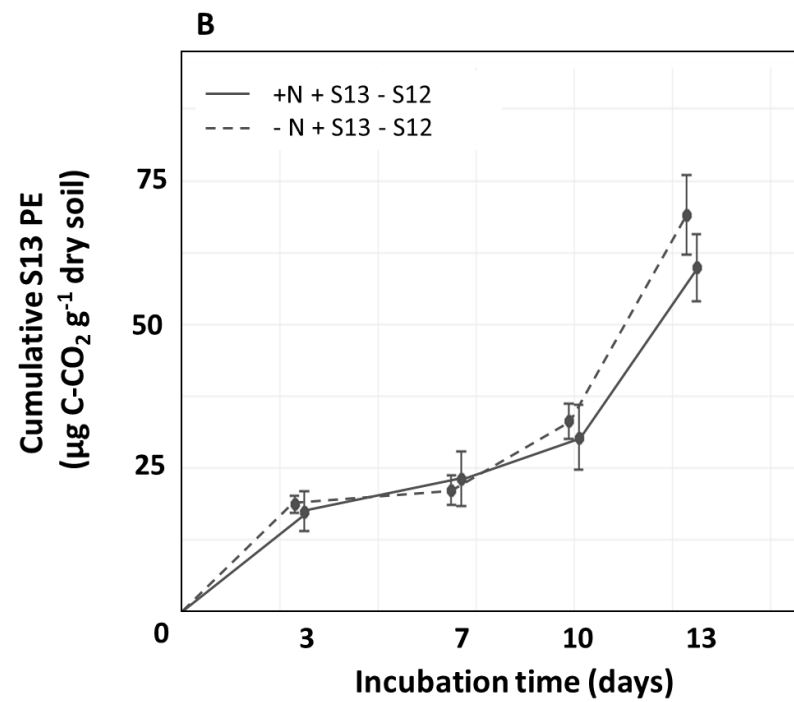 B
+N + S13 - S12
- N + S13 - S12
Cumulative S13 PE
(µg C-CO₂ g⁻¹ dry soil)
75
50
25
0
3 7 10 13
Incubation time (days)